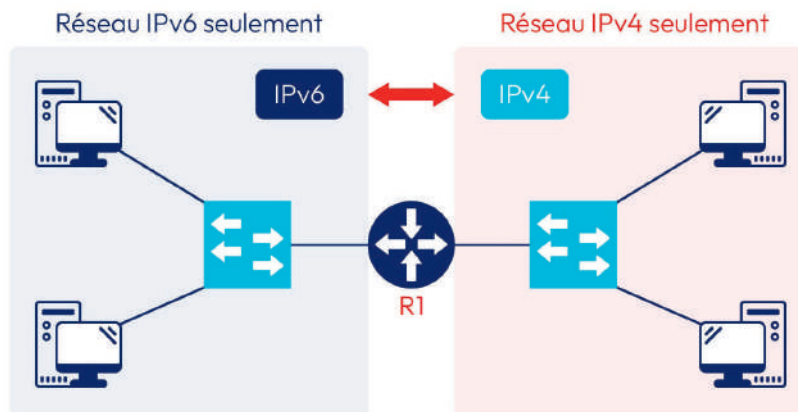 Réseau IPv6 seulement
Réseau IPv4 seulement
IPv6
IPv4
R1